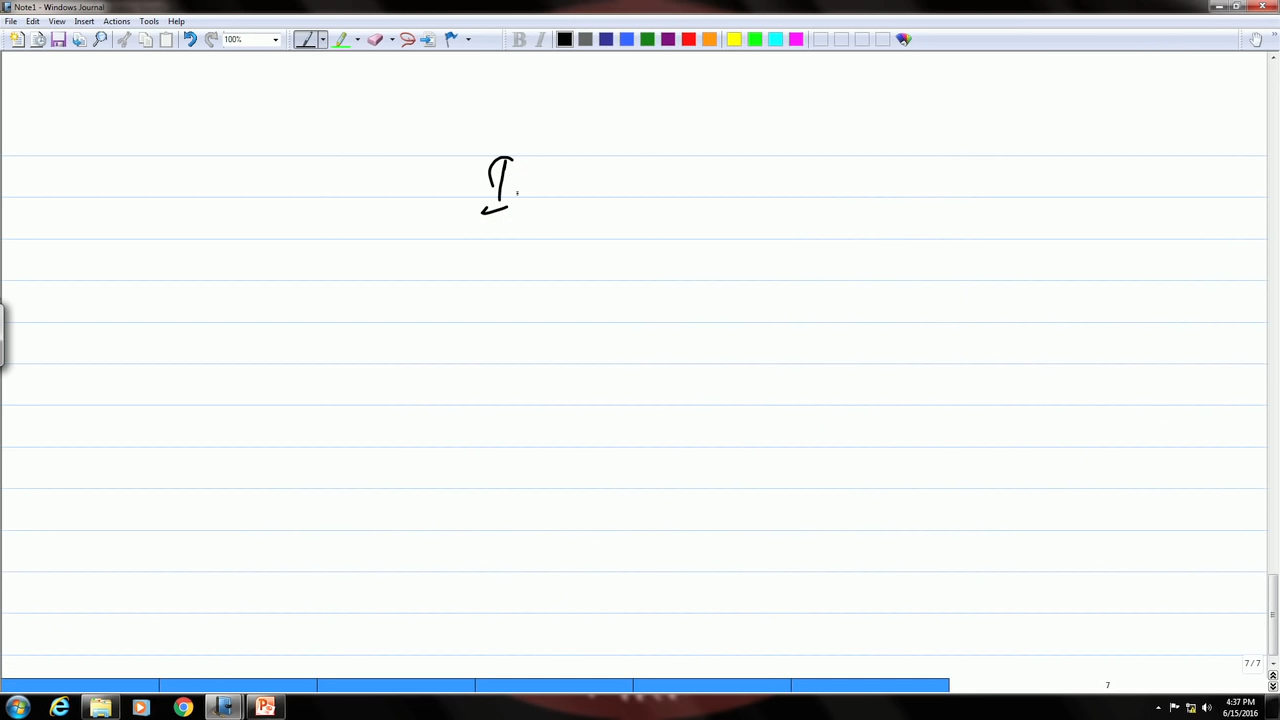 Note1 - Windows Journal
File Edit View Insert Actions Tools Help
100%
B I
7 / 7
7
4:37 PM
6/15/2016